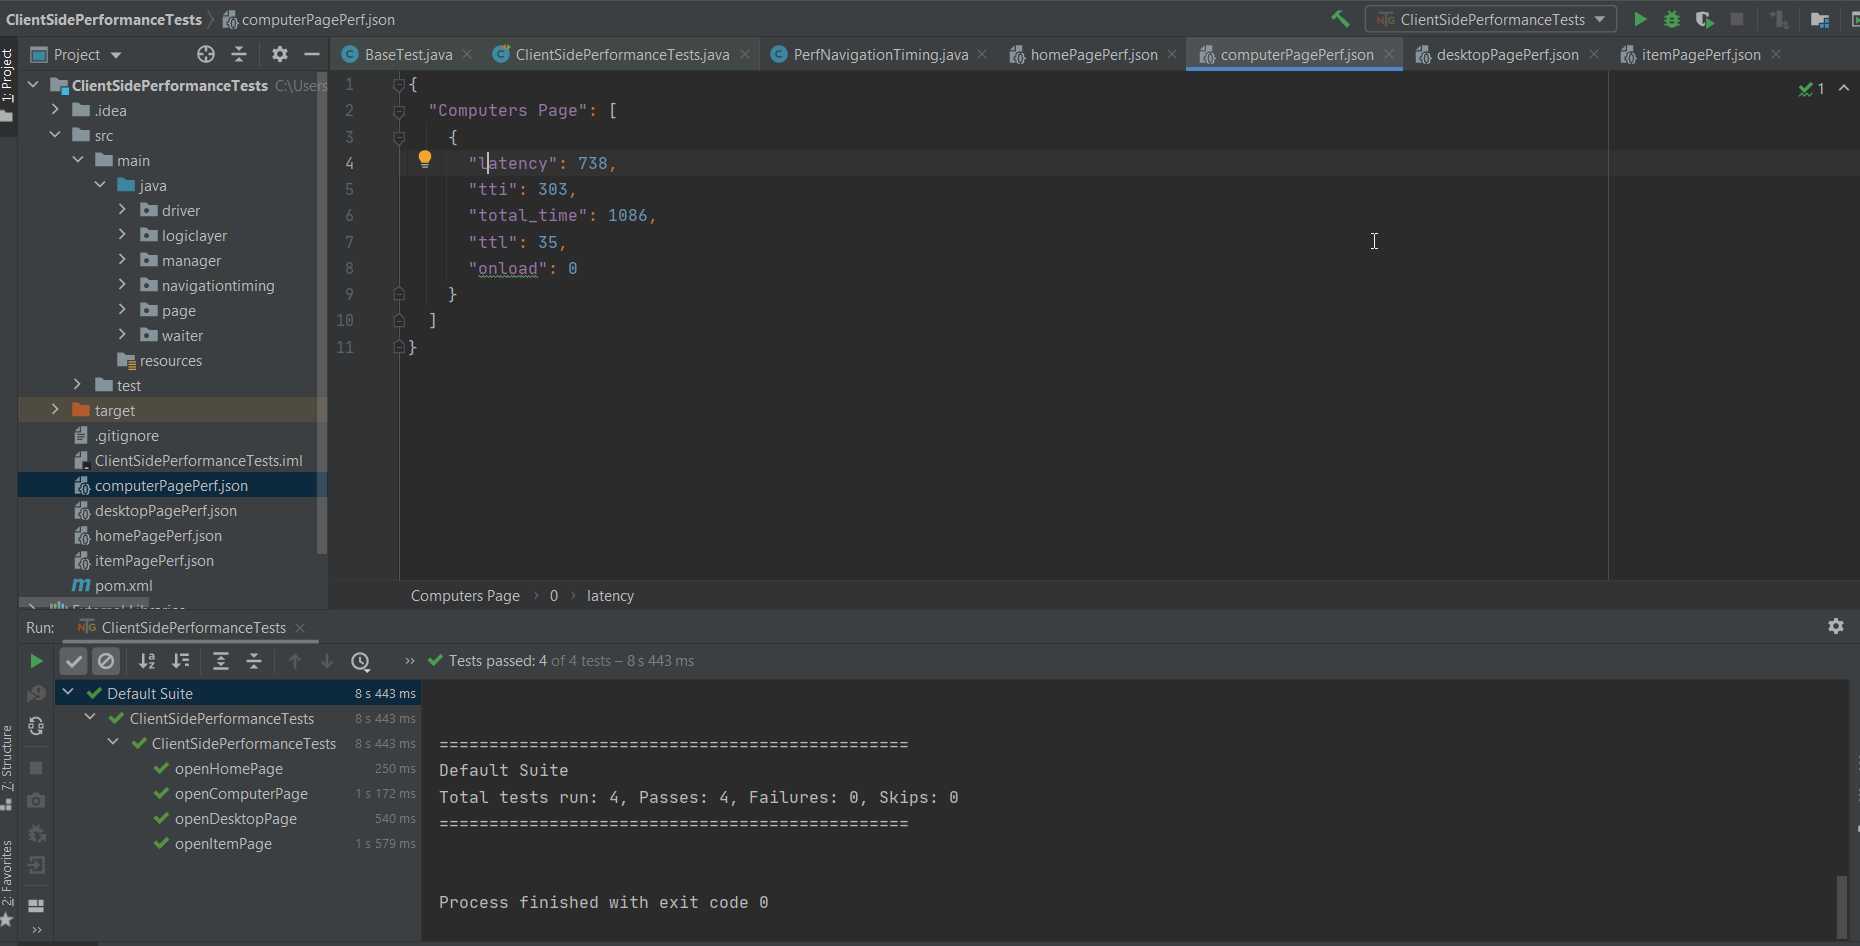 ClientSidePerformanceTests computerPagePerf.json
ClientSidePerformanceTests
1: Project
Project
BaseTest.java
ClientSidePerformanceTests.java
PerfNavigationTiming.java
homePagePerf.json
computerPagePerf.json
desktopPagePerf.json
itemPagePerf.json
ClientSidePerformanceTests C:\Users
.idea
src
main
java
driver
logiclayer
manager
navigationtiming
page
waiter
resources
test
target
.gitignore
ClientSidePerformanceTests.iml
computerPagePerf.json
desktopPagePerf.json
homePagePerf.json
itemPagePerf.json
pom.xml
External Libraries
1 {
2 "Computers Page": [
3 {
4 "latency": 738,
5 "tti": 303,
6 "total_time": 1086,
7 "ttl": 35,
8 "onload": 0
9 }
10 ]
11 }
1
Computers Page › 0 › latency
Run: ClientSidePerformanceTests
Tests passed: 4 of 4 tests – 8 s 443 ms
Default Suite 8 s 443 ms
ClientSidePerformanceTests 8 s 443 ms
ClientSidePerformanceTests 8 s 443 ms
openHomePage 250 ms
openComputerPage 1 s 172 ms
openDesktopPage 540 ms
openItemPage 1 s 579 ms
7: Structure
2: Favorites
===============================================
Default Suite
Total tests run: 4, Passes: 4, Failures: 0, Skips: 0
===============================================
Process finished with exit code 0